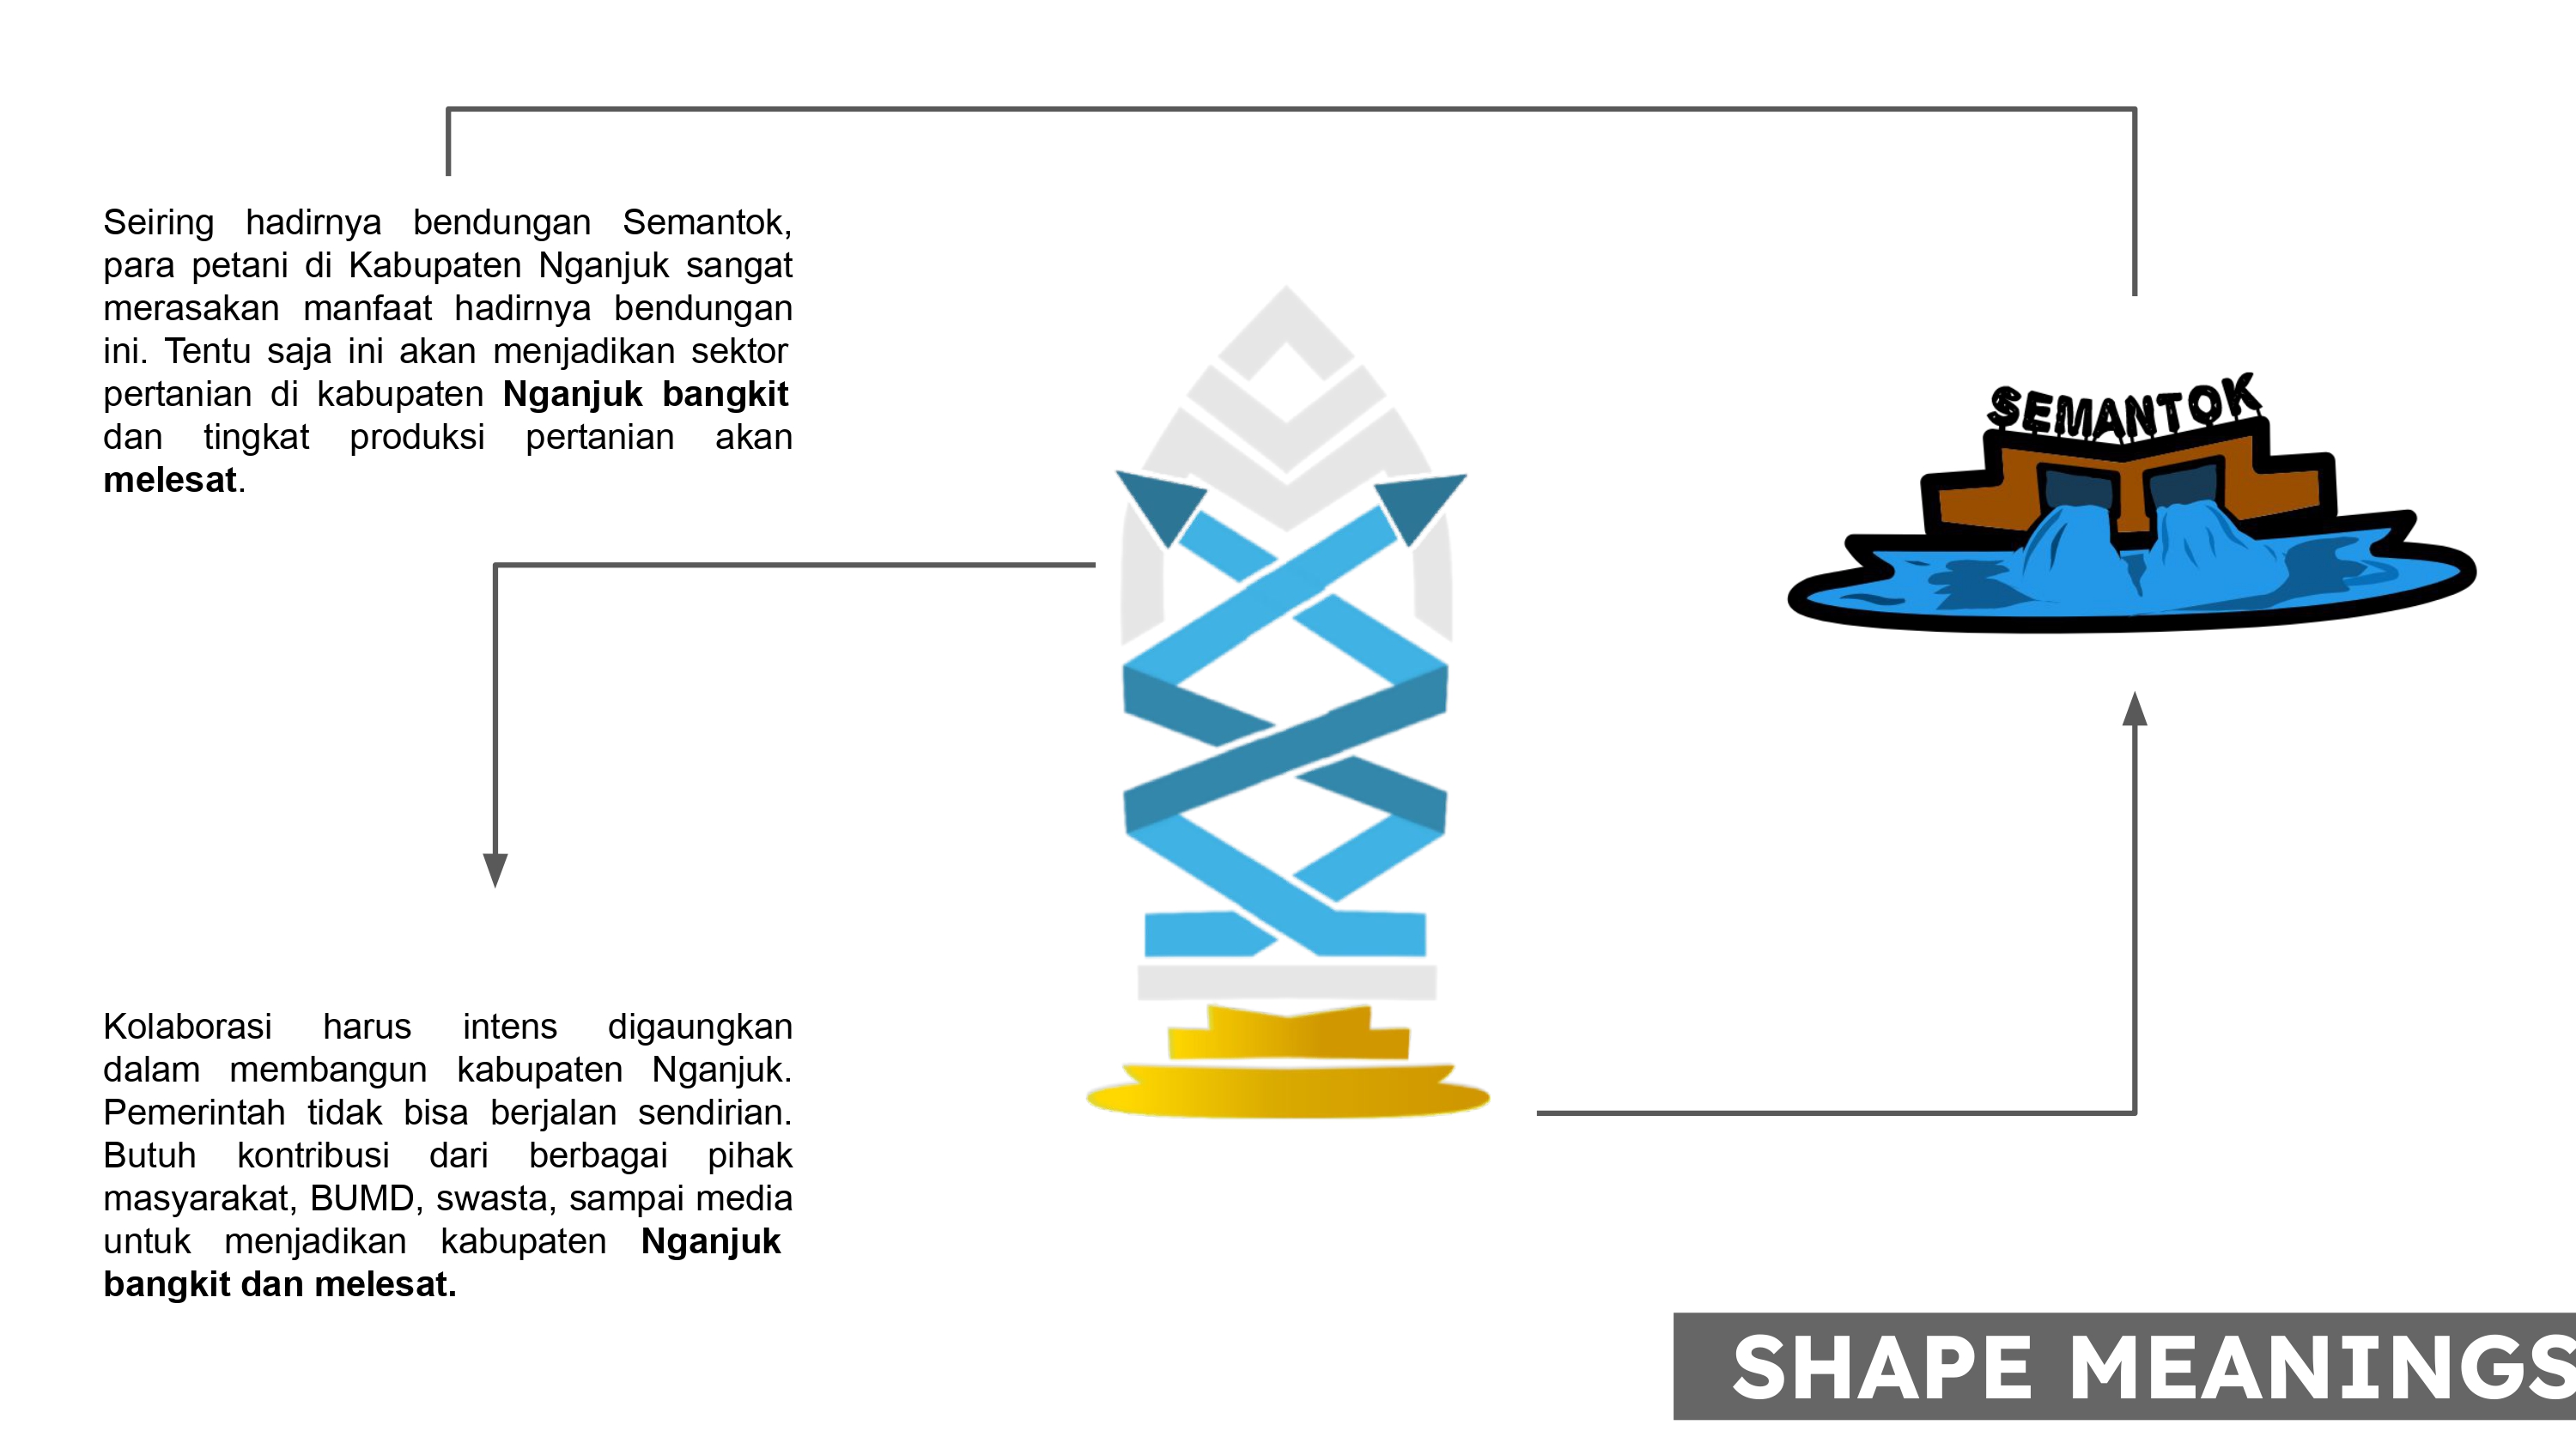 Seiring hadirnya bendungan Semantok,
para petani di Kabupaten Nganjuk sangat
merasakan manfaat hadirnya bendungan
ini. Tentu saja ini akan menjadikan sektor
pertanian di kabupaten Nganjuk bangkit
dan tingkat produksi pertanian akan
melesat.
SEMANTOK
Kolaborasi harus intens digaungkan
dalam membangun kabupaten Nganjuk.
Pemerintah tidak bisa berjalan sendirian.
Butuh kontribusi dari berbagai pihak
masyarakat, BUMD, swasta, sampai media
untuk menjadikan kabupaten Nganjuk
bangkit dan melesat.
SHAPE MEANINGS